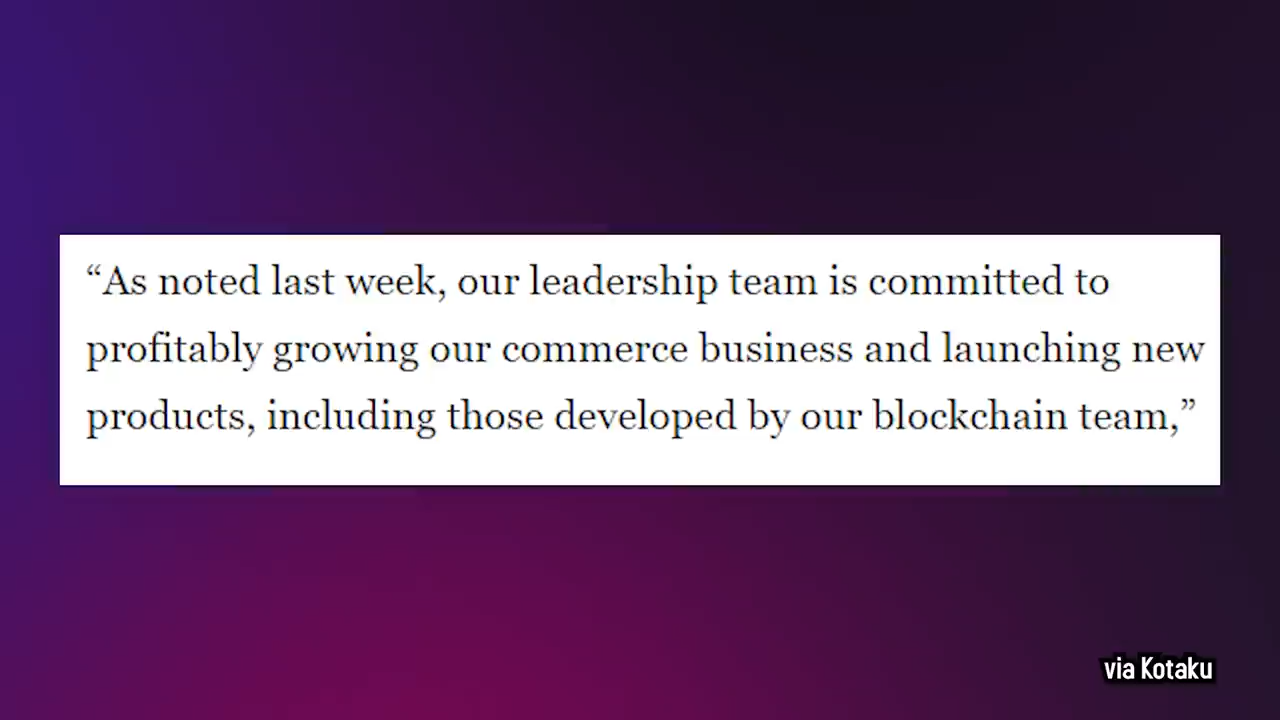 “As noted last week, our leadership team is committed to
profitably growing our commerce business and launching new
products, including those developed by our blockchain team,”
via Kotaku